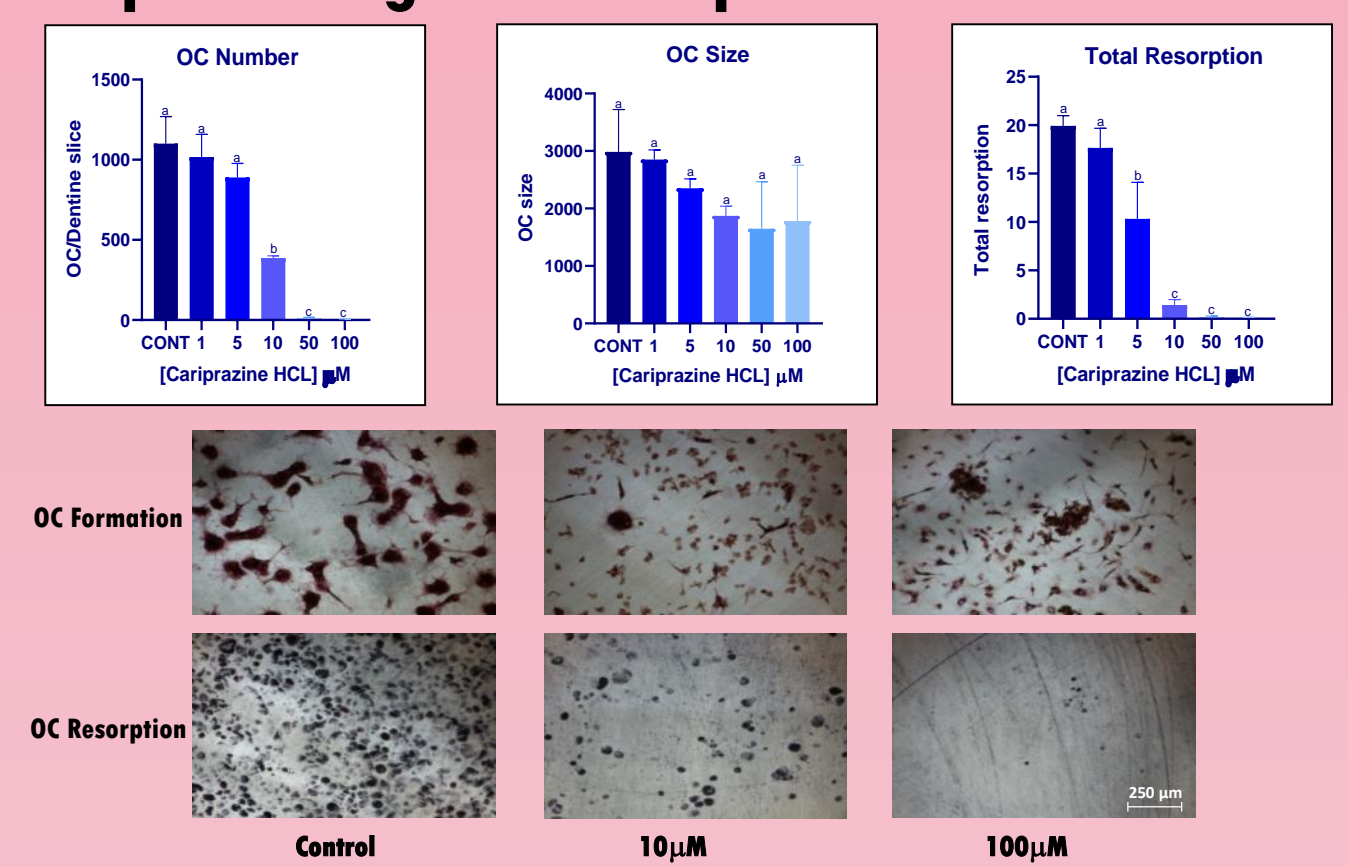 OC Number
1500
1000
500
0
OC/Dentine slice
a
a
a
b
c
c
CONT 1 5 10 50 100
[Cariprazine HCL] μM
OC Size
4000
3000
2000
1000
0
OC size
a
a
a
a
a
a
CONT 1 5 10 50 100
[Cariprazine HCL] μM
Total Resorption
25
20
15
10
5
0
Total resorption
a
a
b
c
c
c
CONT 1 5 10 50 100
[Cariprazine HCL] μM
OC Formation
OC Resorption
250 μm
Control
10μM
100μM